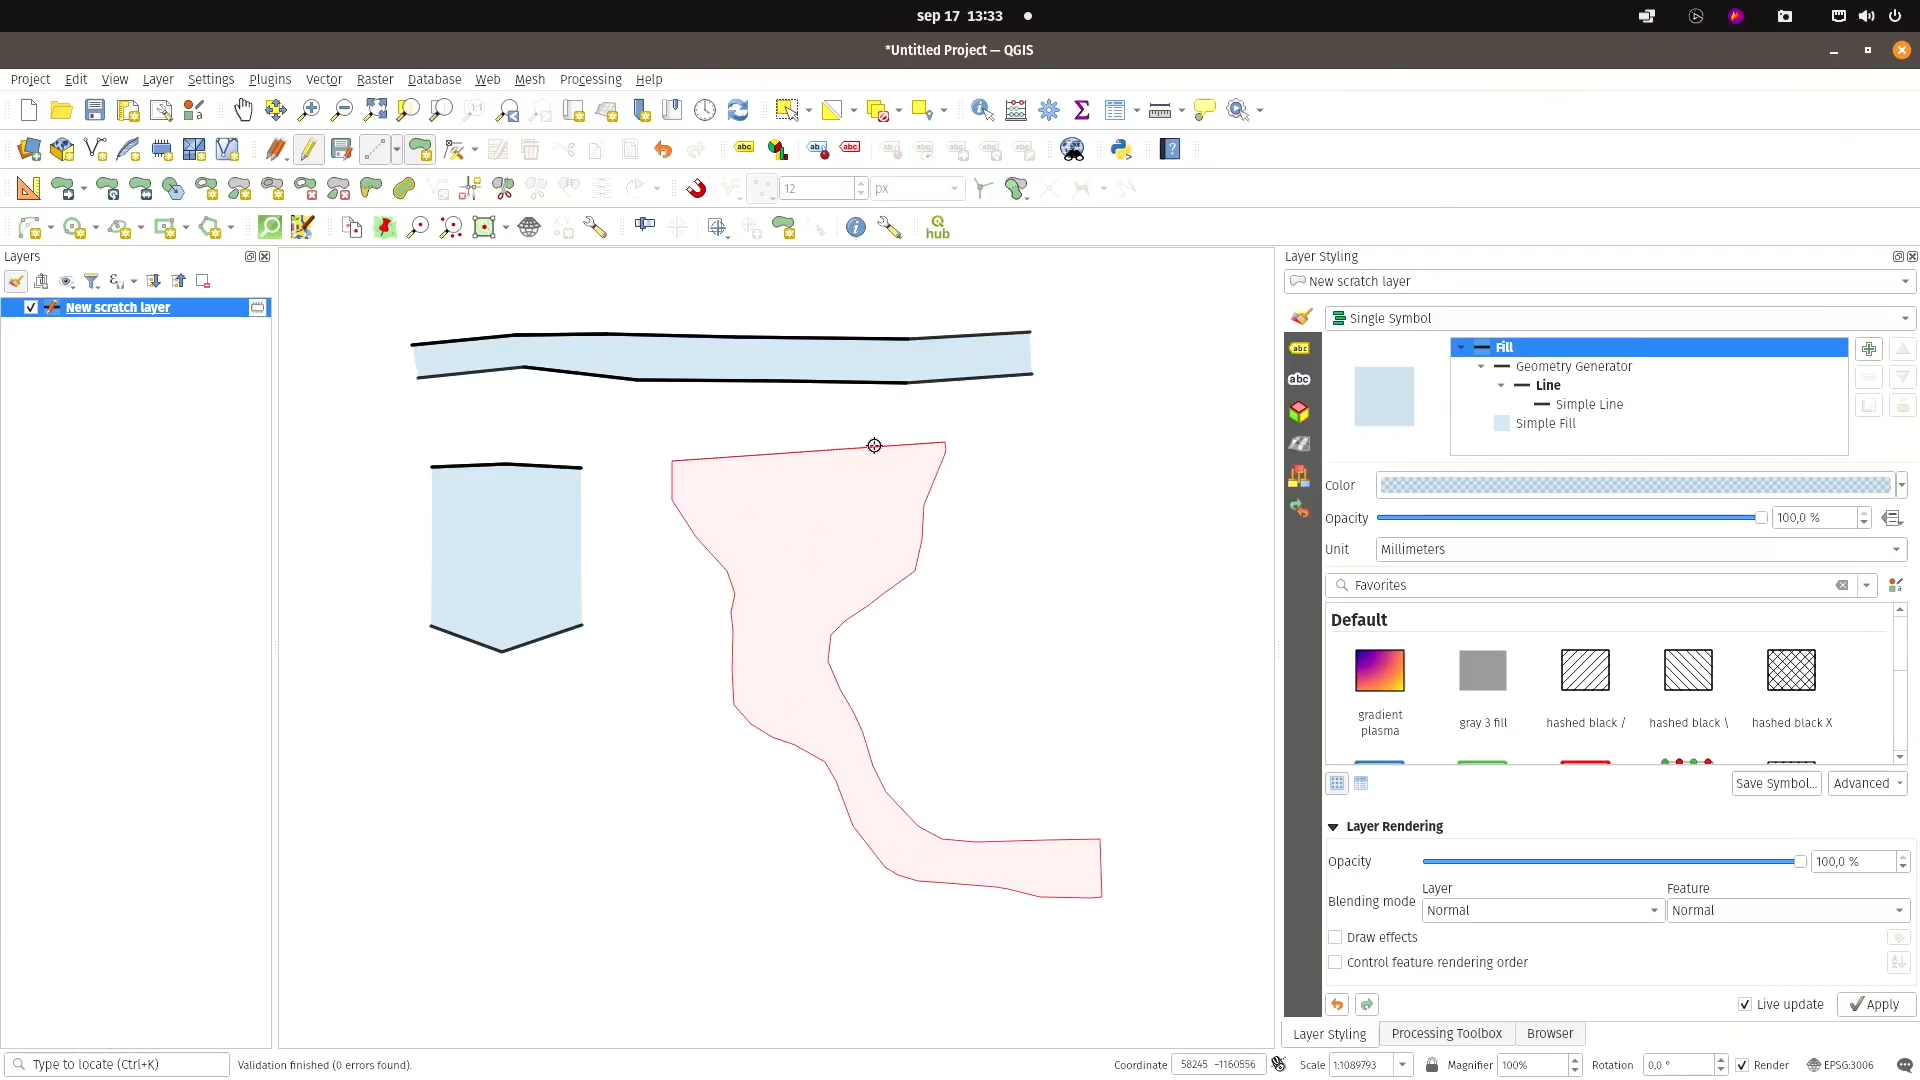 sep 17 13:33
*Untitled Project — QGIS
Project Edit View Layer Settings Plugins Vector Raster Database Web Mesh Processing Help
abc abc abc
12 px
hub
Layers
Layer Styling
New scratch layer
New scratch layer
Single Symbol
abc
abc
Fill
Geometry Generator
Line
Simple Line
Simple Fill
Color
Opacity 100,0 %
Unit Millimeters
Favorites
Default
gradient plasma
gray 3 fill
hashed black /
hashed black \
hashed black X
Save Symbol... Advanced
Layer Rendering
Opacity 100,0 %
Layer Feature
Blending mode Normal Normal
Draw effects
Control feature rendering order
Live update Apply
Layer Styling Processing Toolbox Browser
Type to locate (Ctrl+K) Validation finished (0 errors found). Coordinate 58245 -1160556 Scale 1:1089793 Magnifier 100% Rotation 0,0 ° Render EPSG:3006